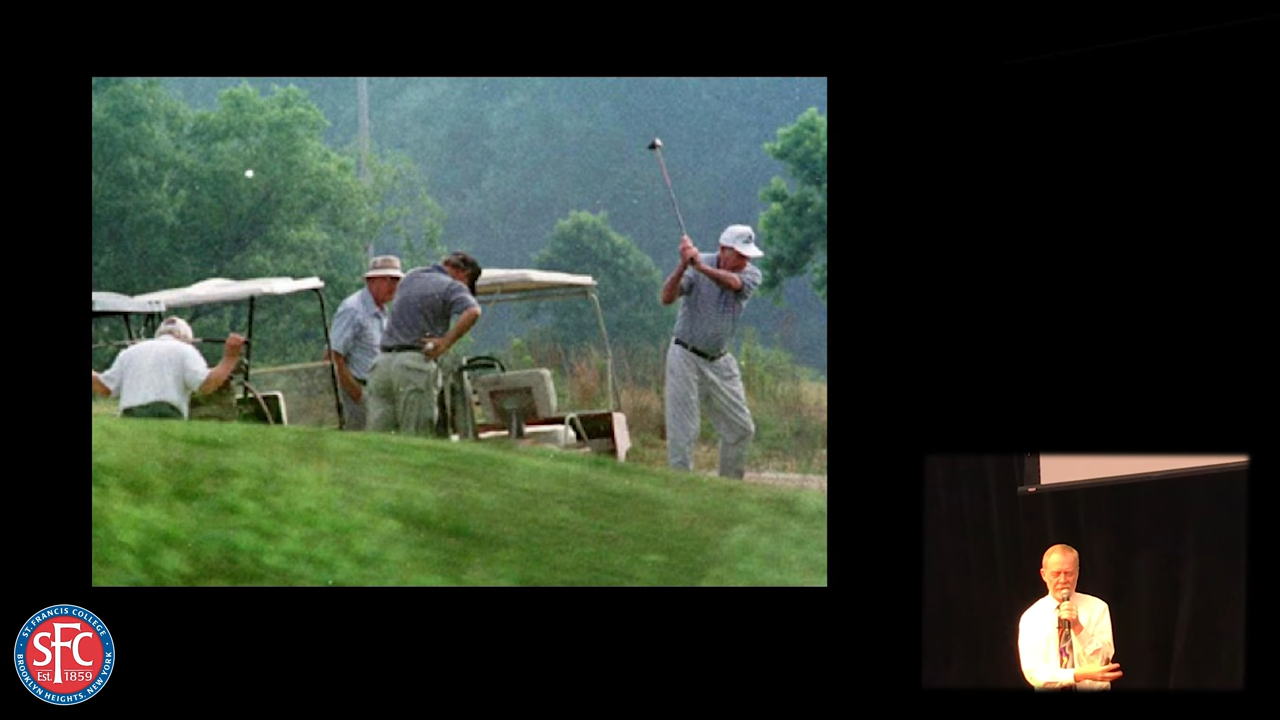 ST. FRANCIS COLLEGE
SFC
Est. 1859
BROOKLYN HEIGHTS, NEW YORK